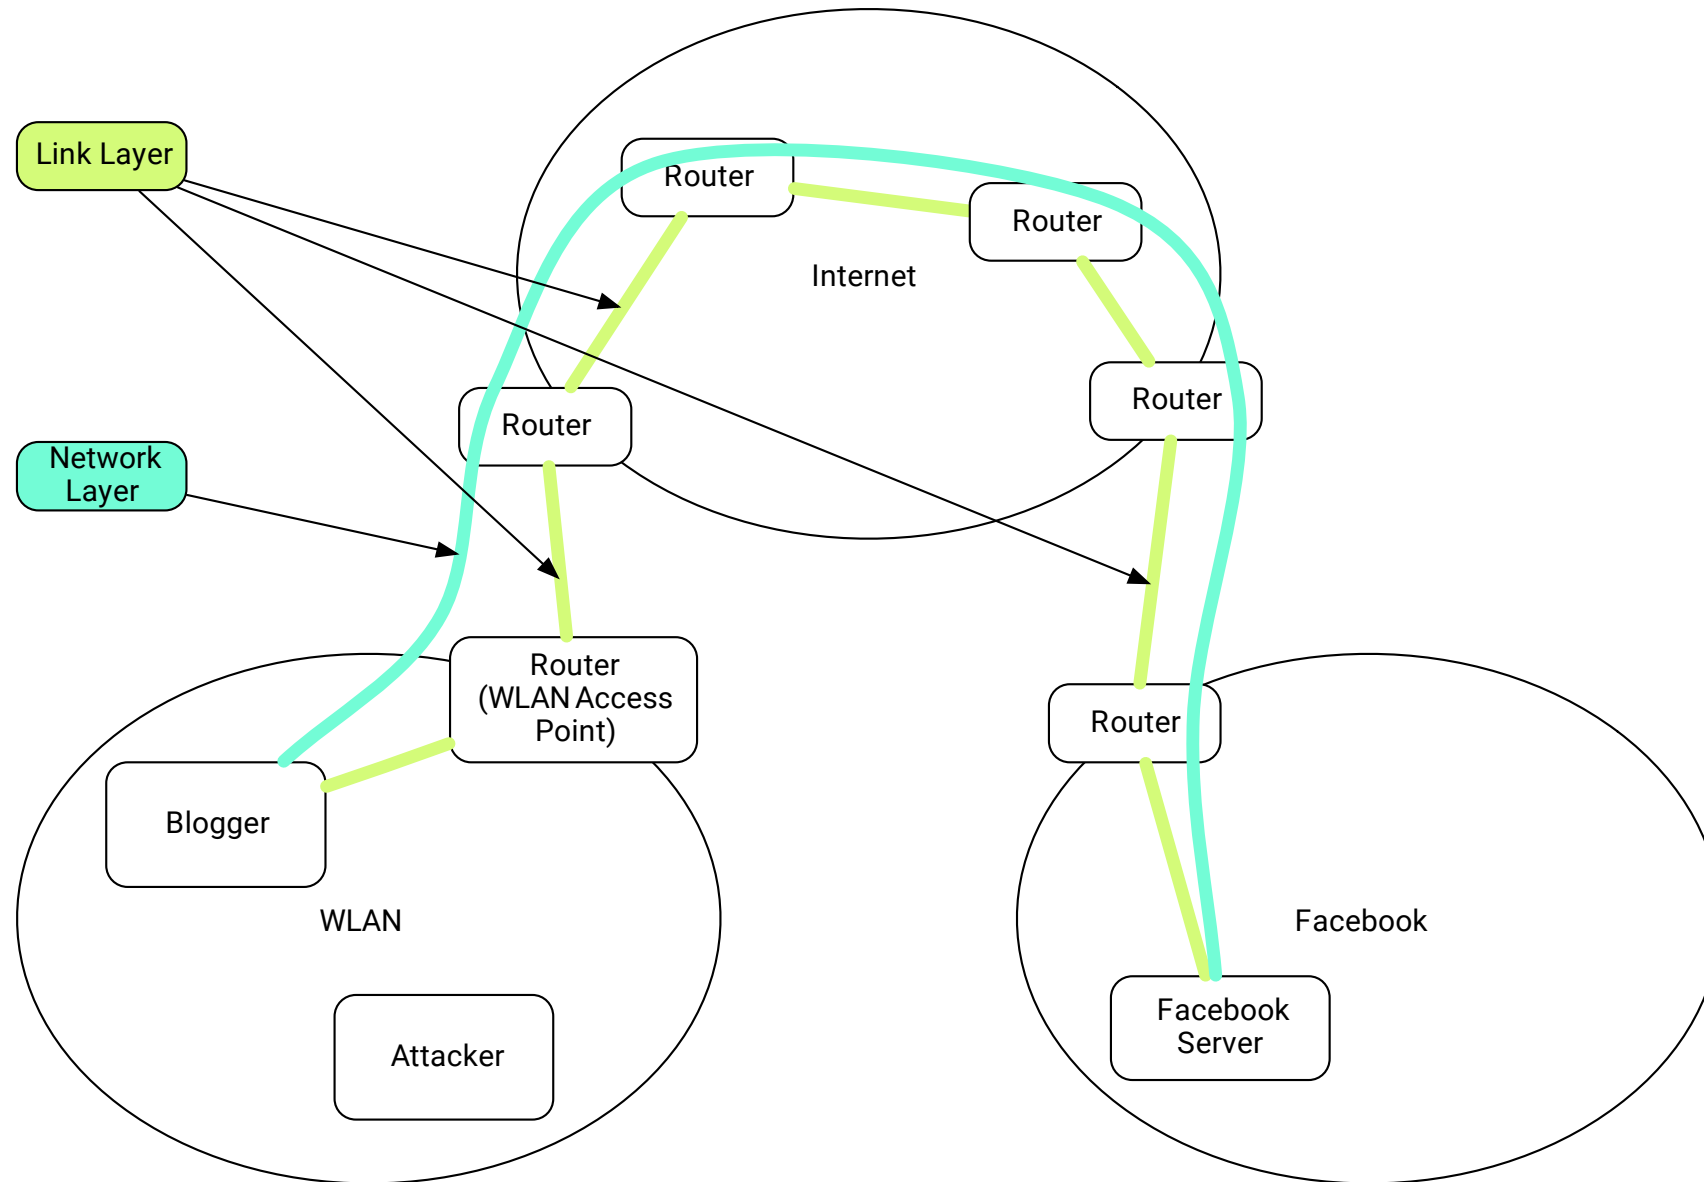 Link Layer
Router
Router
Internet
Router
Router
Network
Layer
Router
(WLAN Access
Point)
Router
Blogger
WLAN
Facebook
Attacker
Facebook
Server